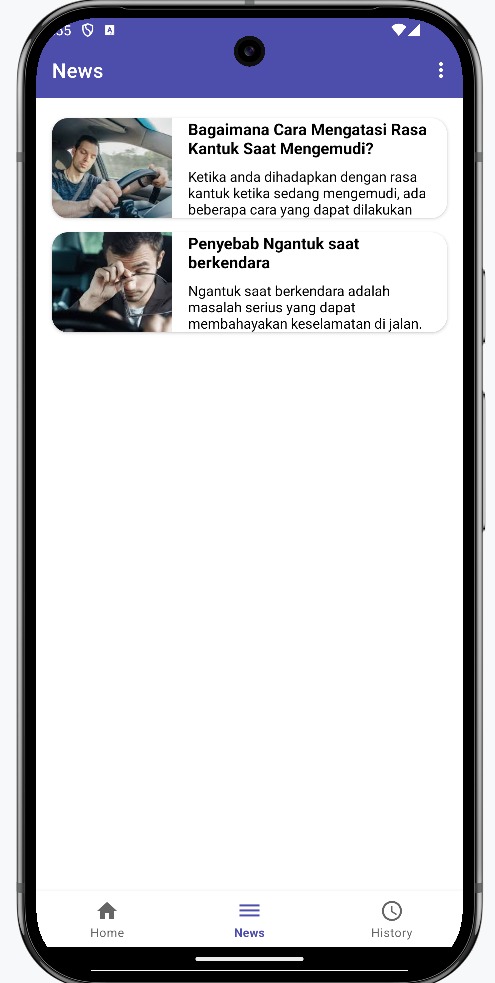 News
Bagaimana Cara Mengatasi Rasa
Kantuk Saat Mengemudi?
Ketika anda dihadapkan dengan rasa
kantuk ketika sedang mengemudi, ada
beberapa cara yang dapat dilakukan
Penyebab Ngantuk saat
berkendara
Ngantuk saat berkendara adalah
masalah serius yang dapat
membahayakan keselamatan di jalan.
Home
News
History